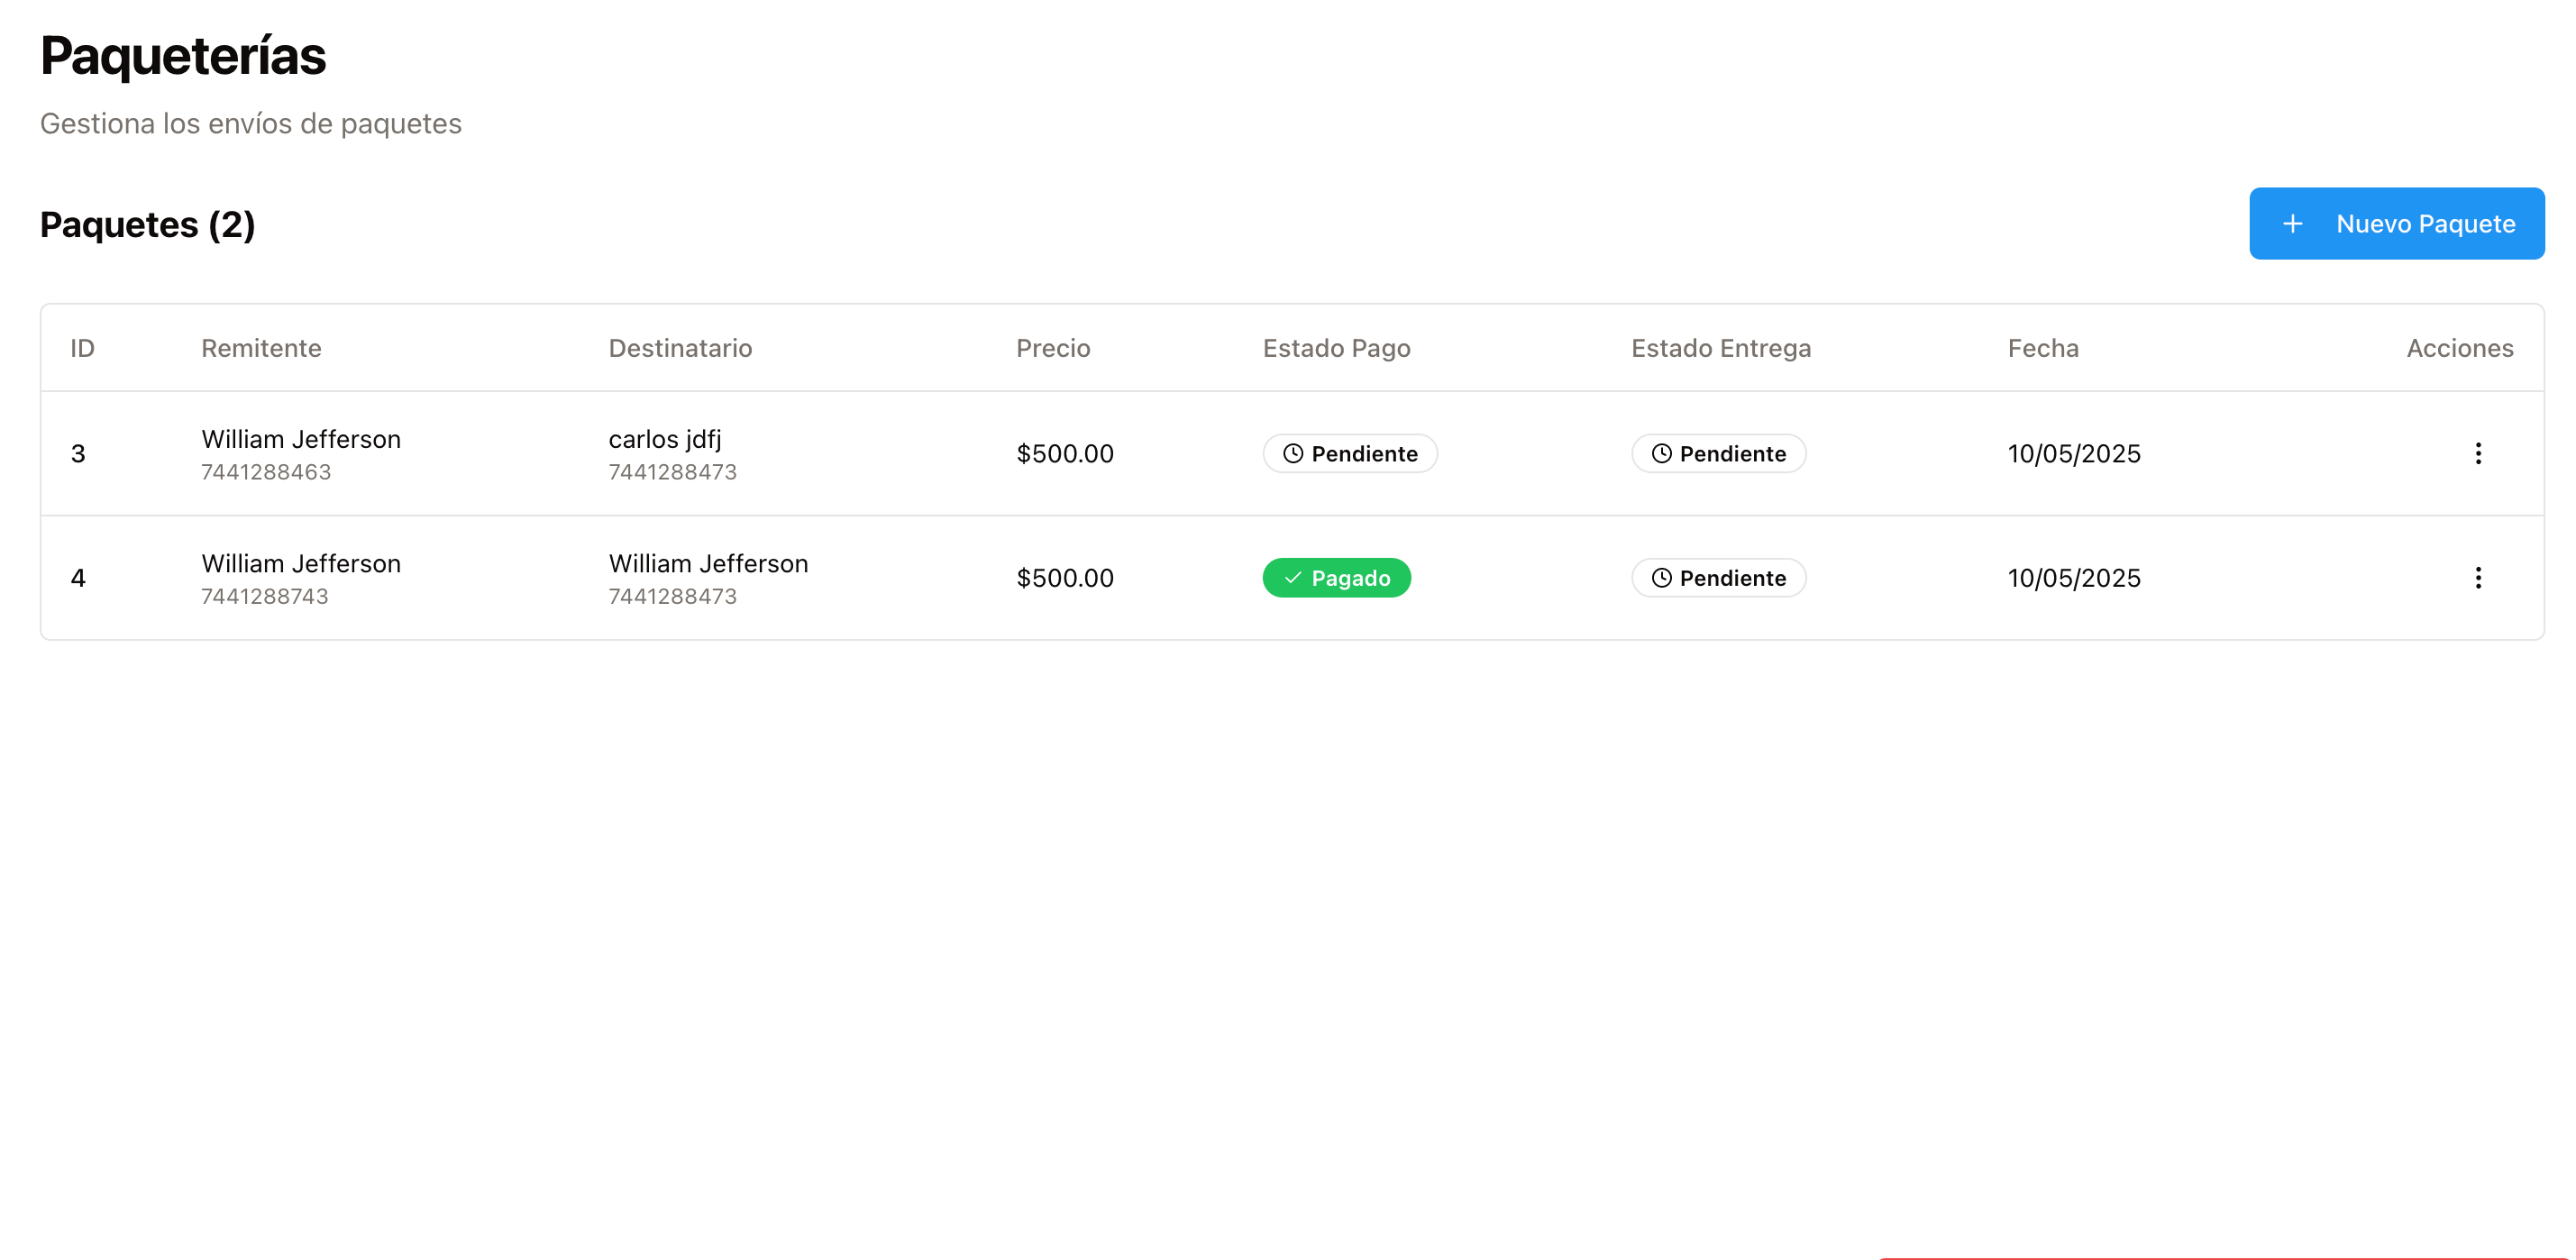 Paqueterías
Gestiona los envíos de paquetes
Paquetes (2)
+ Nuevo Paquete
ID Remitente Destinatario Precio Estado Pago Estado Entrega Fecha Acciones
3 William Jefferson carlos jdfj $500.00 Pendiente Pendiente 10/05/2025
7441288463 7441288473
4 William Jefferson William Jefferson $500.00 Pagado Pendiente 10/05/2025
7441288743 7441288473